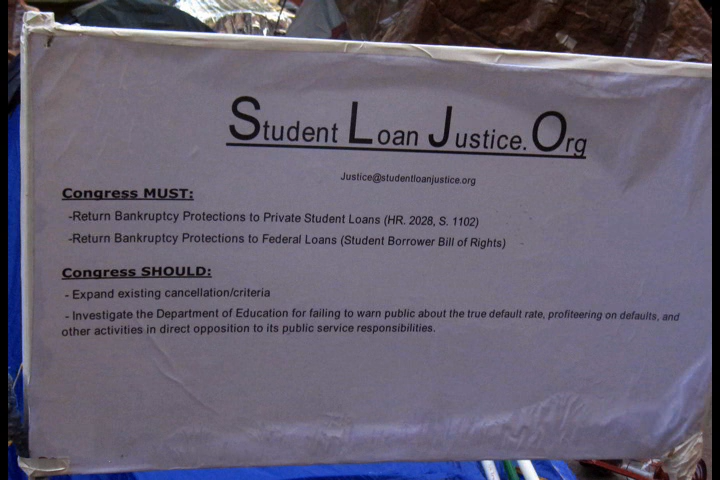 Student Loan Justice.Org
Justice@studentloanjustice.org
Congress MUST:
-Return Bankruptcy Protections to Private Student Loans (HR. 2028, S. 1102)
-Return Bankruptcy Protections to Federal Loans (Student Borrower Bill of Rights)
Congress SHOULD:
- Expand existing cancellation/criteria
- Investigate the Department of Education for failing to warn public about the true default rate, profiteering on defaults, and
other activities in direct opposition to its public service responsibilities.